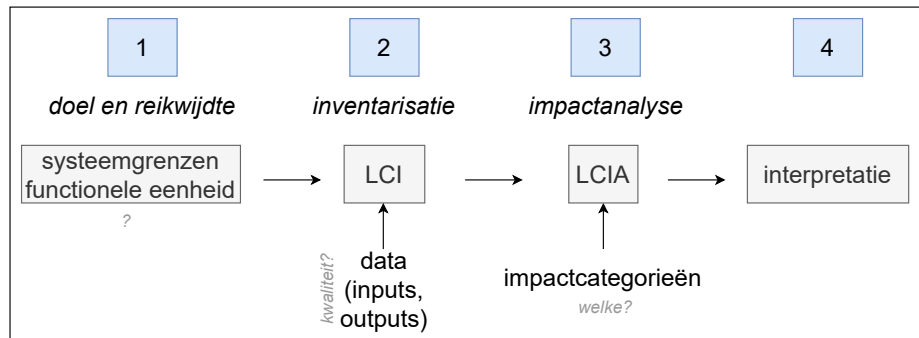 1
2
3
4
doel en reikwijdte
inventarisatie
impactanalyse
systeemgrenzen
functionele eenheid
LCI
LCIA
interpretatie
?
kwaliteit?
data
(inputs,
outputs)
impactcategorieën
welke?